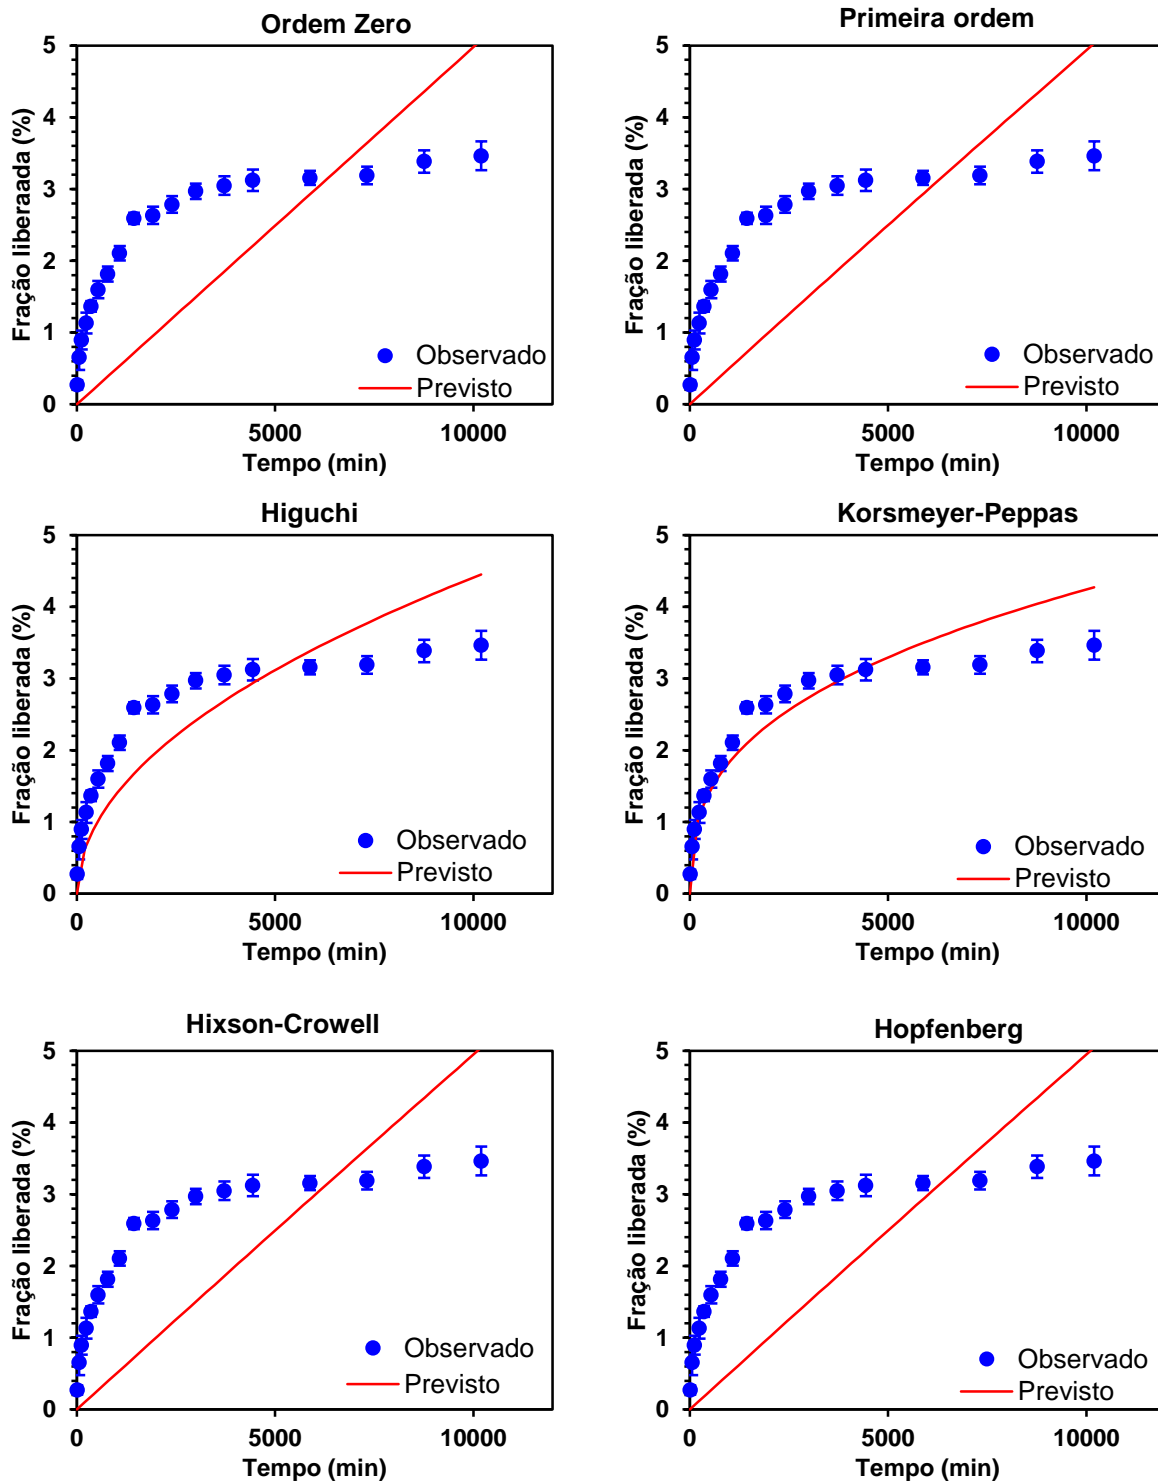 Ordem Zero
5
4
3
2
1
0
Fração liberada (%)
Observado
Previsto
0 5000 10000
Tempo (min)
Primeira ordem
5
4
3
2
1
0
Fração liberada (%)
Observado
Previsto
0 5000 10000
Tempo (min)
Higuchi
5
4
3
2
1
0
Fração liberada (%)
Observado
Previsto
0 5000 10000
Tempo (min)
Korsmeyer-Peppas
5
4
3
2
1
0
Fração liberada (%)
Observado
Previsto
0 5000 10000
Tempo (min)
Hixson-Crowell
5
4
3
2
1
0
Fração liberada (%)
Observado
Previsto
0 5000 10000
Tempo (min)
Hopfenberg
5
4
3
2
1
0
Fração liberada (%)
Observado
Previsto
0 5000 10000
Tempo (min)